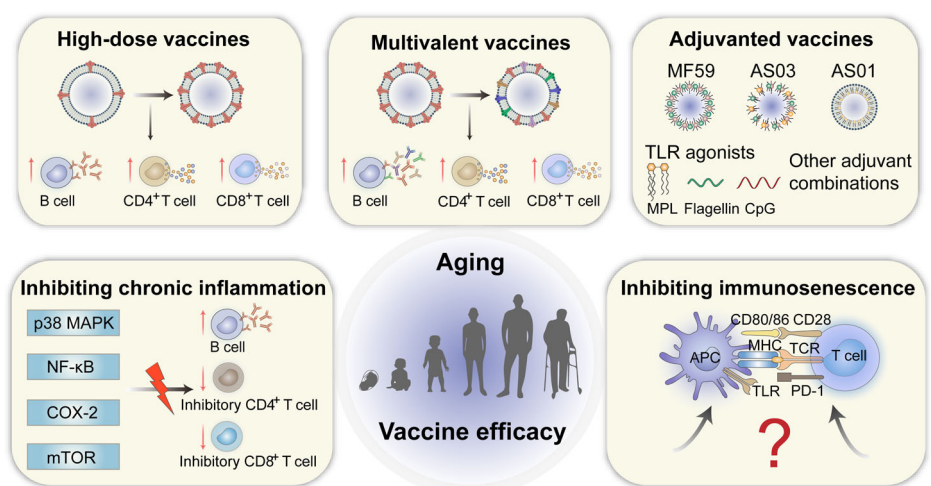 High-dose vaccines
B cell
CD4⁺ T cell
CD8⁺ T cell
Multivalent vaccines
B cell
CD4⁺ T cell
CD8⁺ T cell
Adjuvanted vaccines
MF59 AS03 AS01
TLR agonists
MPL Flagellin CpG
Other adjuvant
combinations
Inhibiting chronic inflammation
p38 MAPK
NF-κB
COX-2
mTOR
B cell
Inhibitory CD4⁺ T cell
Inhibitory CD8⁺ T cell
Aging
Vaccine efficacy
Inhibiting immunosenescence
CD80/86 CD28
MHC TCR
APC
T cell
TLR PD-1
?